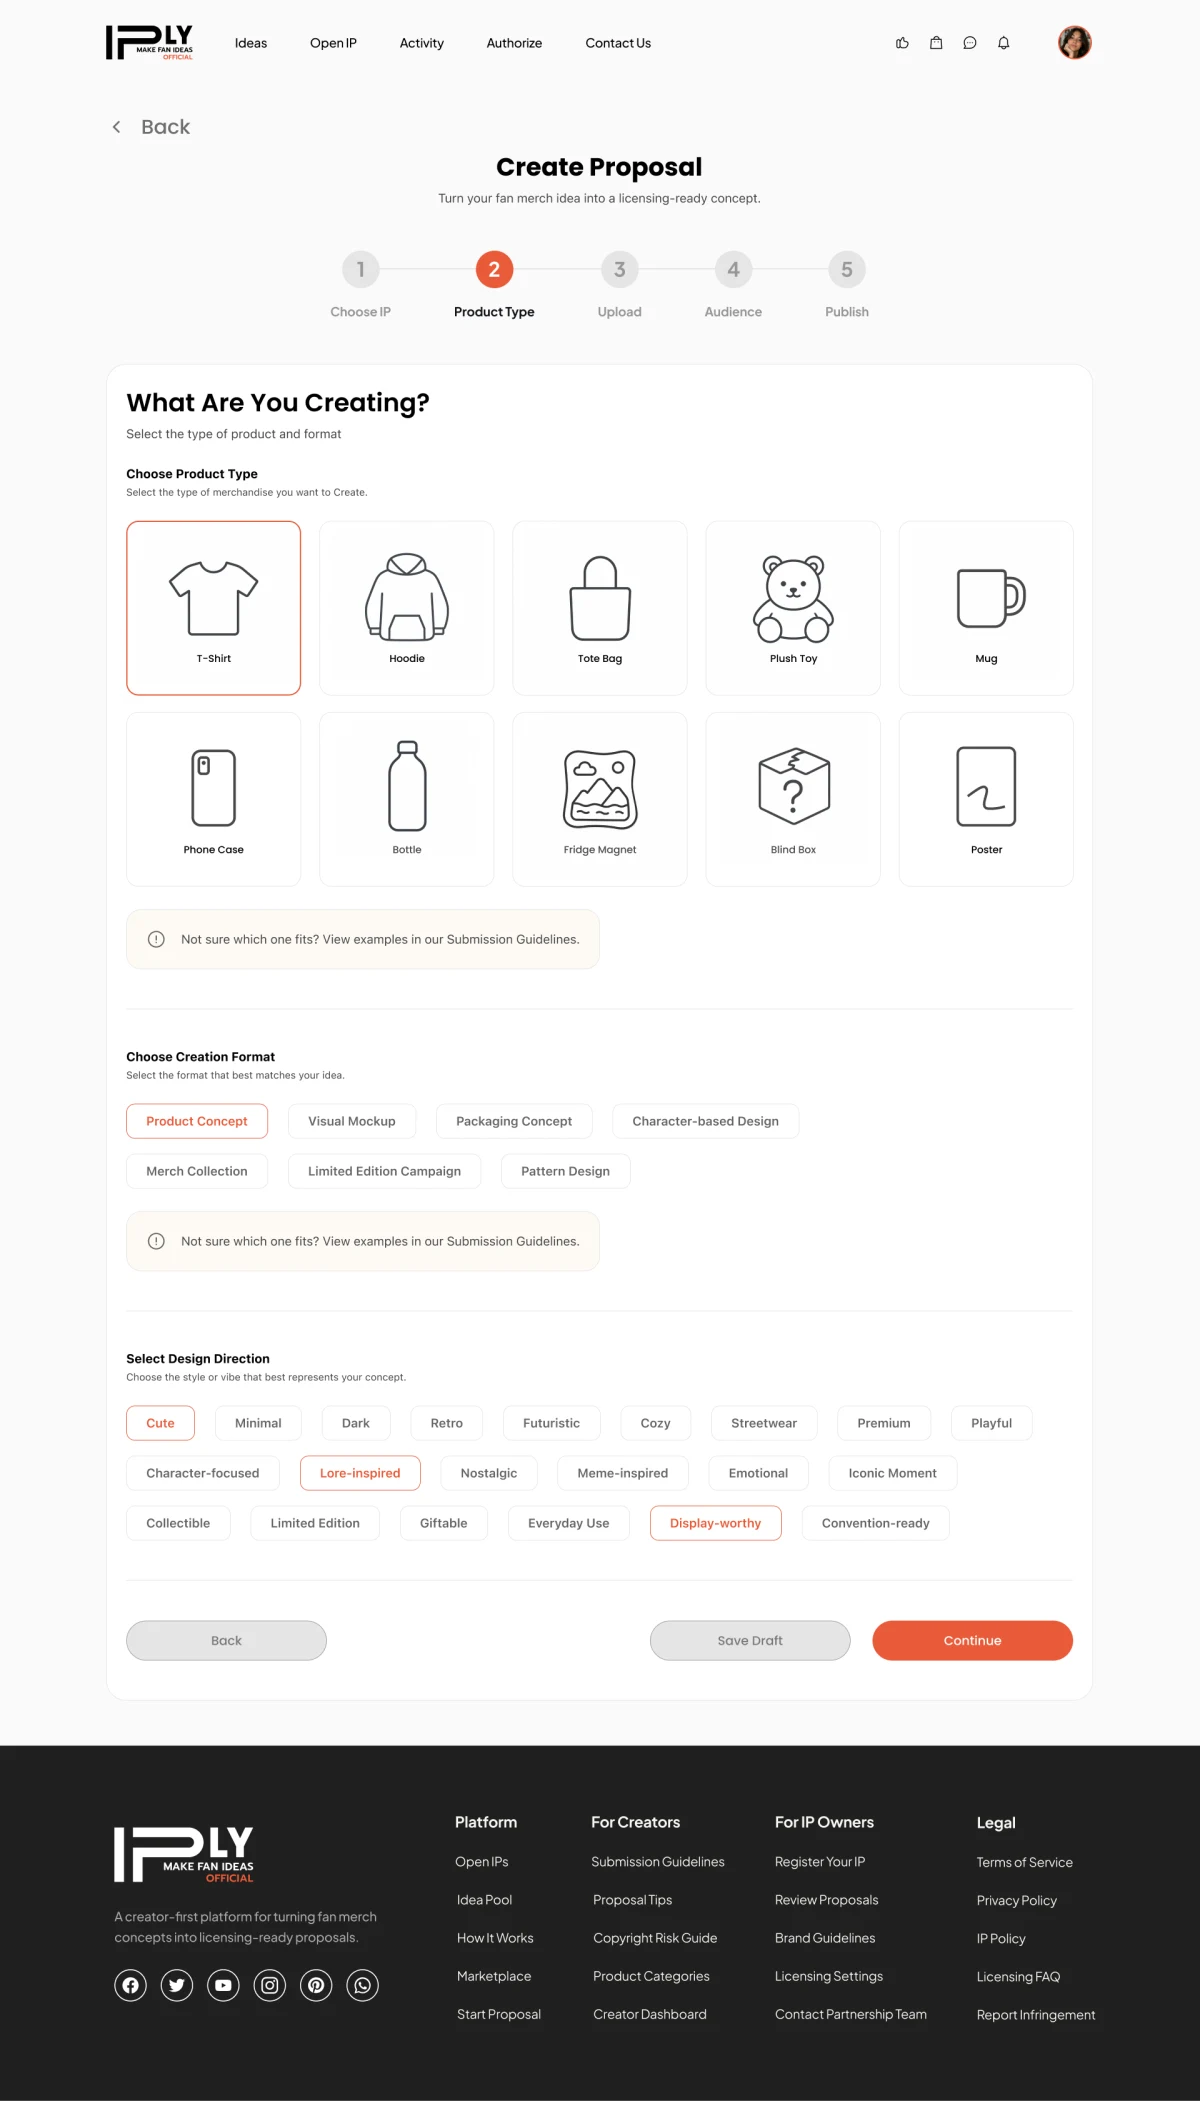 IPLY
MAKE FAN IDEAS
OFFICIAL
Ideas
Open IP
Activity
Authorize
Contact Us
Back
Create Proposal
Turn your fan merch idea into a licensing-ready concept.
1
2
3
4
5
Choose IP
Product Type
Upload
Audience
Publish
What Are You Creating?
Select the type of product and format
Choose Product Type
Select the type of merchandise you want to Create.
T-Shirt
Hoodie
Tote Bag
Plush Toy
Mug
?
Phone Case
Bottle
Fridge Magnet
Blind Box
Poster
Not sure which one fits? View examples in our Submission Guidelines.
Choose Creation Format
Select the format that best matches your idea.
Product Concept
Visual Mockup
Packaging Concept
Character-based Design
Merch Collection
Limited Edition Campaign
Pattern Design
Not sure which one fits? View examples in our Submission Guidelines.
Select Design Direction
Choose the style or vibe that best represents your concept.
Cute
Minimal
Dark
Retro
Futuristic
Cozy
Streetwear
Premium
Playful
Character-focused
Lore-inspired
Nostalgic
Meme-inspired
Emotional
Iconic Moment
Collectible
Limited Edition
Giftable
Everyday Use
Display-worthy
Convention-ready
Back
Save Draft
Continue
IPLY
MAKE FAN IDEAS
OFFICIAL
A creator-first platform for turning fan merch
concepts into licensing-ready proposals.
Platform
Open IPs
Idea Pool
How It Works
Marketplace
Start Proposal
For Creators
Submission Guidelines
Proposal Tips
Copyright Risk Guide
Product Categories
Creator Dashboard
For IP Owners
Register Your IP
Review Proposals
Brand Guidelines
Licensing Settings
Contact Partnership Team
Legal
Terms of Service
Privacy Policy
IP Policy
Licensing FAQ
Report Infringement